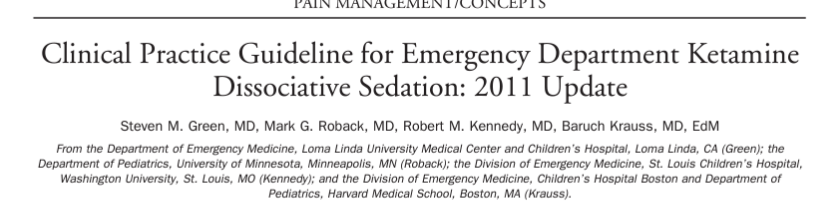 PAIN MANAGEMENT/CONCEPTS
Clinical Practice Guideline for Emergency Department Ketamine
Dissociative Sedation: 2011 Update
Steven M. Green, MD, Mark G. Roback, MD, Robert M. Kennedy, MD, Baruch Krauss, MD, EdM
From the Department of Emergency Medicine, Loma Linda University Medical Center and Children's Hospital, Loma Linda, CA (Green); the
Department of Pediatrics, University of Minnesota, Minneapolis, MN (Roback); the Division of Emergency Medicine, St. Louis Children's Hospital,
Washington University, St. Louis, MO (Kennedy); and the Division of Emergency Medicine, Children's Hospital Boston and Department of
Pediatrics, Harvard Medical School, Boston, MA (Krauss).